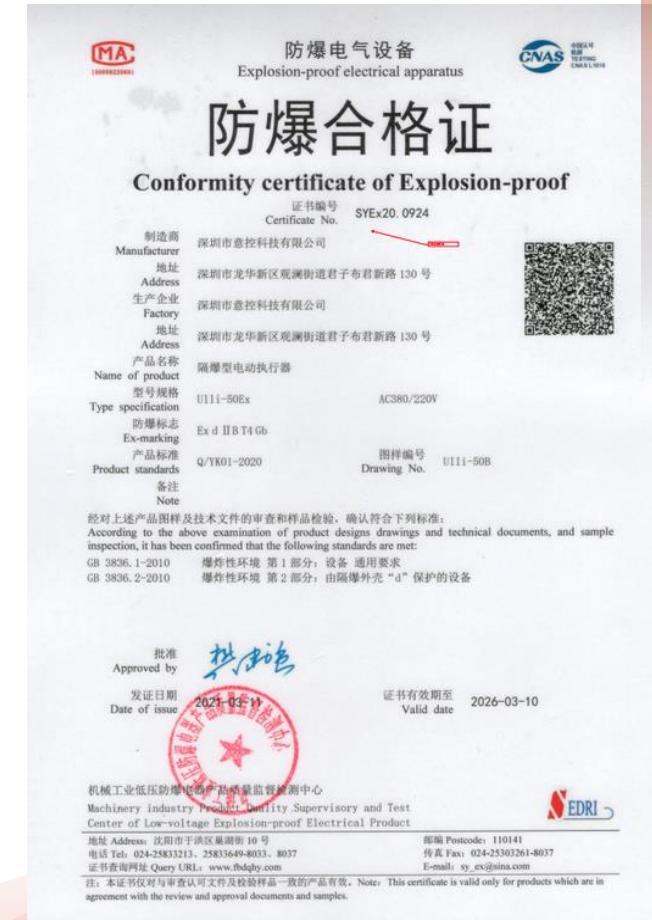 MA
防爆电气设备
Explosion-proof electrical apparatus
CNAS
TESTING
防爆合格证
Conformity certificate of Explosion-proof
证书编号
Certificate No.
SYEx20.0924
制造商
Manufacturer
深圳市意控科技有限公司
地址
Address
深圳市龙华新区观澜街道君子布君新路 130 号
生产企业
Factory
深圳市意控科技有限公司
地址
Address
深圳市龙华新区观澜街道君子布君新路 130 号
产品名称
Name of product
隔爆型电动执行器
型号规格
Type specification
U11i-50Ex AC380/220V
防爆标志
Ex-marking
Ex d ⅡB T4 Gb
产品标准
Product standards
Q/YK01-2020
图样编号
Drawing No.
U11i-50B
备注
Note
经对上述产品图样及技术文件的审查和样品检验，确认符合下列标准：
According to the above examination of product designs drawings and technical documents, and sample
inspection, it has been confirmed that the following standards are met:
GB 3836.1-2010 爆炸性环境 第 1 部分：设备 通用要求
GB 3836.2-2010 爆炸性环境 第 2 部分：由隔爆外壳“d”保护的设备
批准
Approved by
发证日期
Date of issue
2021-03-11
证书有效期至
Valid date
2026-03-10
机械工业低压防爆电器产品质量监督检测中心
Machinery industry Product Quality Supervisory and Test
Center of Low-voltage Explosion-proof Electrical Product
SEDRI
地址 Address: 沈阳市于洪区巢湖街 10 号
邮编 Postcode: 110141
电话 Tel: 024-25833213、25833649-8033、8037
传真 Fax: 024-25303261-8037
证书查询网址 Query URL: www.fbdqhy.com
E-mail: sy_ex@sina.com
注: 本证书仅对与审查认可文件及检验样品一致的产品有效。Note: This certificate is valid only for products which are in
agreement with the review and approval documents and samples.